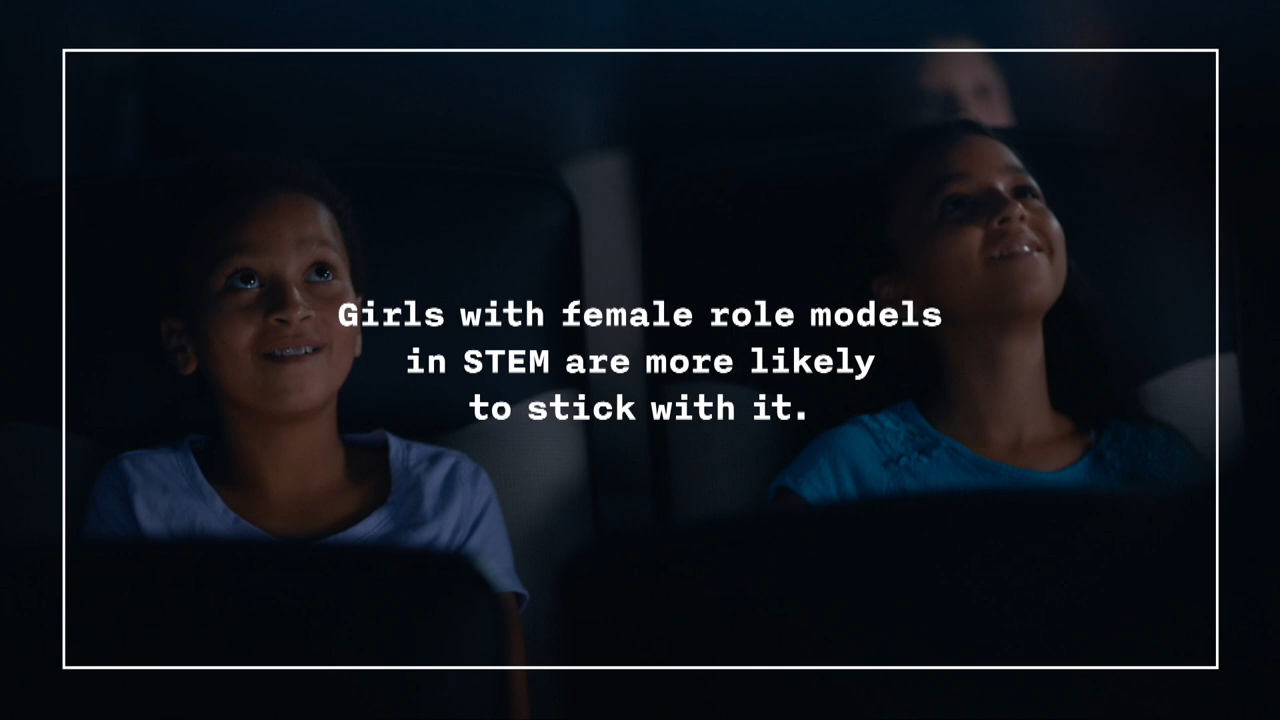 Girls with female role models
in STEM are more likely
to stick with it.